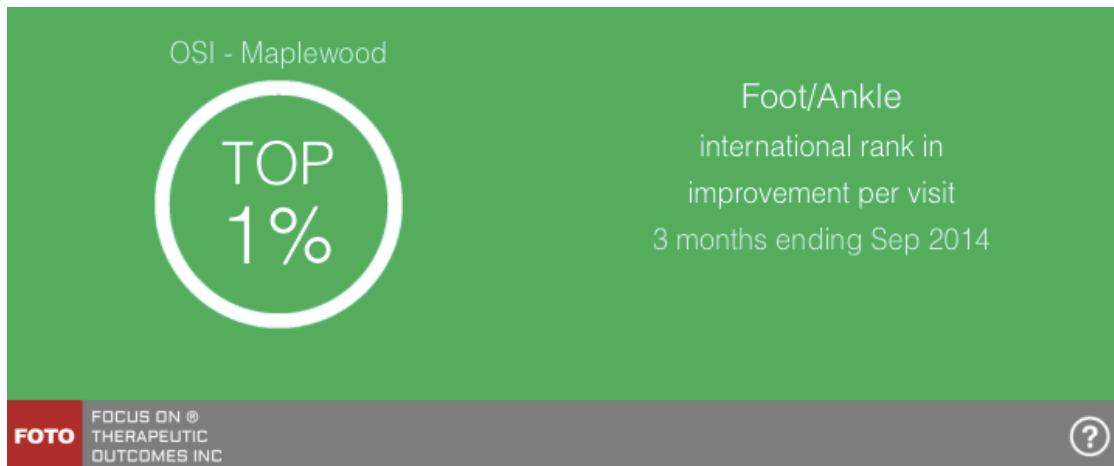 OSI - Maplewood
TOP
1%
Foot/Ankle
international rank in
improvement per visit
3 months ending Sep 2014
FOTO
FOCUS ON ®
THERAPEUTIC
OUTCOMES INC
?